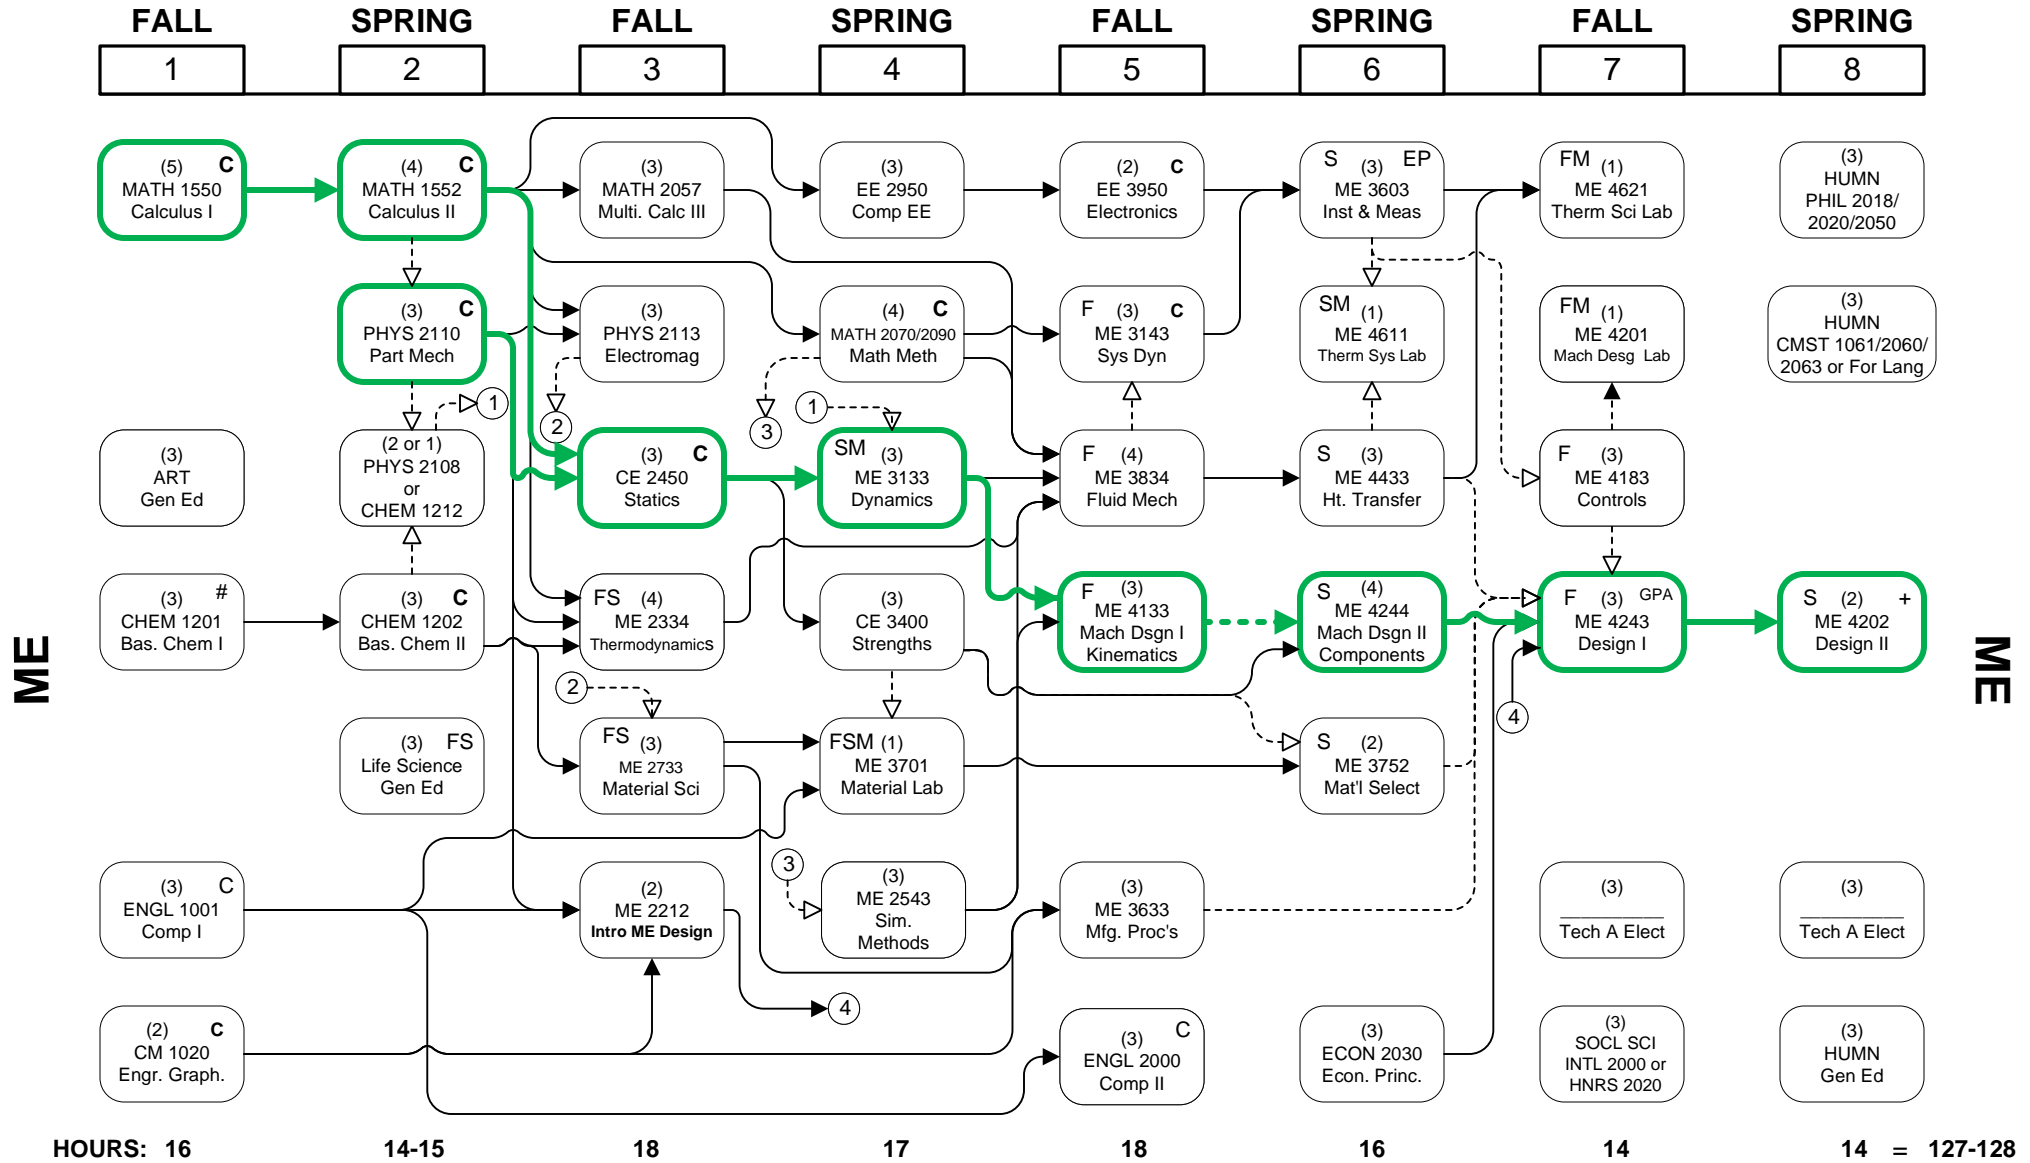 FALL SPRING FALL SPRING FALL SPRING FALL SPRING
1 2 3 4 5 6 7 8
(5) C
MATH 1550
Calculus I
(4) C
MATH 1552
Calculus II
(3)
MATH 2057
Multi. Calc III
(3)
EE 2950
Comp EE
(2) C
EE 3950
Electronics
S (3) EP
ME 3603
Inst & Meas
FM (1)
ME 4621
Therm Sci Lab
(3)
HUMN
PHIL 2018/
2020/2050
(3) C
PHYS 2110
Part Mech
(3)
PHYS 2113
Electromag
(4) C
MATH 2070/2090
Math Meth
F (3) C
ME 3143
Sys Dyn
SM (1)
ME 4611
Therm Sys Lab
FM (1)
ME 4201
Mach Desg Lab
(3)
HUMN
CMST 1061/2060/
2063 or For Lang
1
2
3
1
(3)
ART
Gen Ed
(2 or 1)
PHYS 2108
or
CHEM 1212
(3) C
CE 2450
Statics
SM (3)
ME 3133
Dynamics
F (4)
ME 3834
Fluid Mech
S (3)
ME 4433
Ht. Transfer
F (3)
ME 4183
Controls
(3) #
CHEM 1201
Bas. Chem I
(3) C
CHEM 1202
Bas. Chem II
FS (4)
ME 2334
Thermodynamics
(3)
CE 3400
Strengths
F (3)
ME 4133
Mach Dsgn I
Kinematics
S (4)
ME 4244
Mach Dsgn II
Components
F (3) GPA
ME 4243
Design I
S (2) +
ME 4202
Design II
ME
ME
2
4
(3) FS
Life Science
Gen Ed
FS (3)
ME 2733
Material Sci
FSM (1)
ME 3701
Material Lab
S (2)
ME 3752
Mat'l Select
3
(3) C
ENGL 1001
Comp I
(2)
ME 2212
Intro ME Design
(3)
ME 2543
Sim.
Methods
(3)
ME 3633
Mfg. Proc's
(3)
__________
Tech A Elect
(3)
__________
Tech A Elect
4
(2) C
CM 1020
Engr. Graph.
(3) C
ENGL 2000
Comp II
(3)
ECON 2030
Econ. Princ.
(3)
SOCL SCI
INTL 2000 or
HNRS 2020
(3)
HUMN
Gen Ed
HOURS: 16 14-15 18 17 18 16 14 14 = 127-128